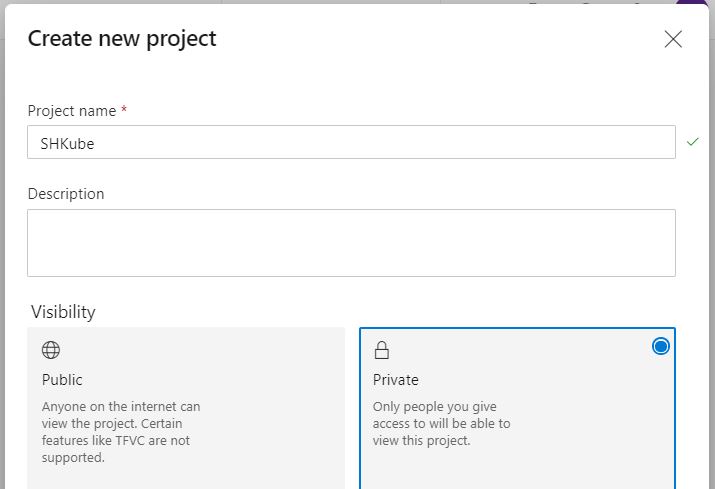 Create new project
Project name *
SHKube
Description
Visibility
Public
Anyone on the internet can
view the project. Certain
features like TFVC are not
supported.
Private
Only people you give
access to will be able to
view this project.